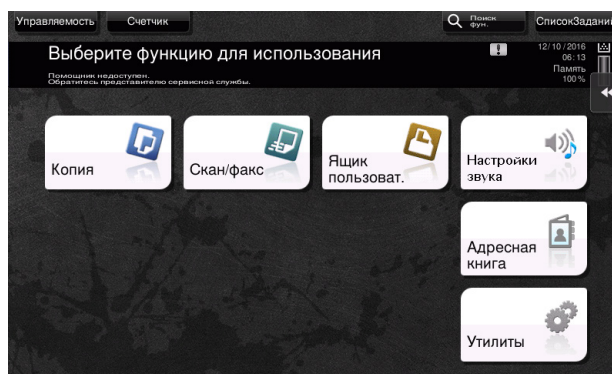 Управляемость
Счетчик
Поиск
фун.
СписокЗадани
Выберите функцию для использования
Помощник недоступен.
Обратитесь представителю сервисной службы.
12/10/2016
06:13
Память
100%
Копия
Скан/факс
Ящик
пользоват.
Настройки
звука
Адресная
книга
Утилиты